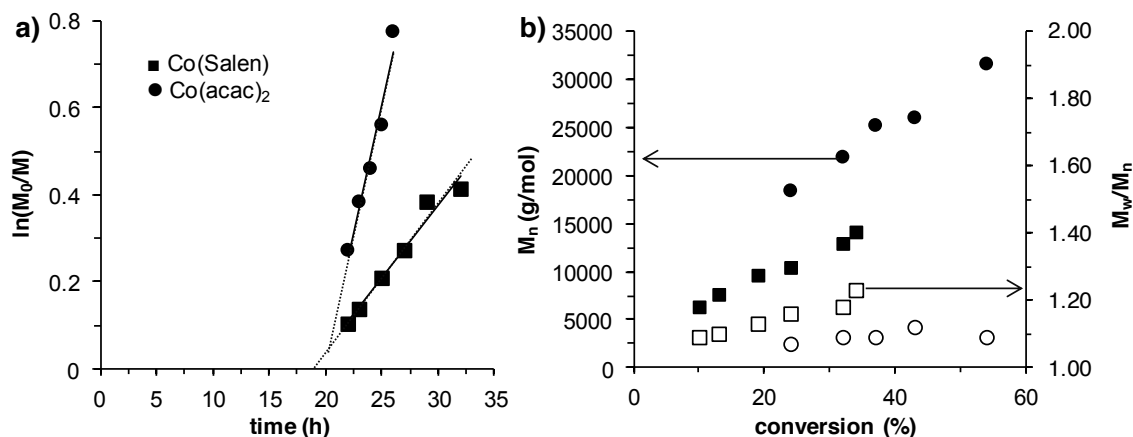 a)
Co(Salen)
Co(acac)₂
ln(M₀/M)
0.8
0.6
0.4
0.2
0
0 5 10 15 20 25 30 35
time (h)
b)
Mₙ (g/mol)
35000
30000
25000
20000
15000
10000
5000
0
0 20 40 60
conversion (%)
2.00
1.80
1.60
1.40
1.20
1.00
M_w/Mₙ